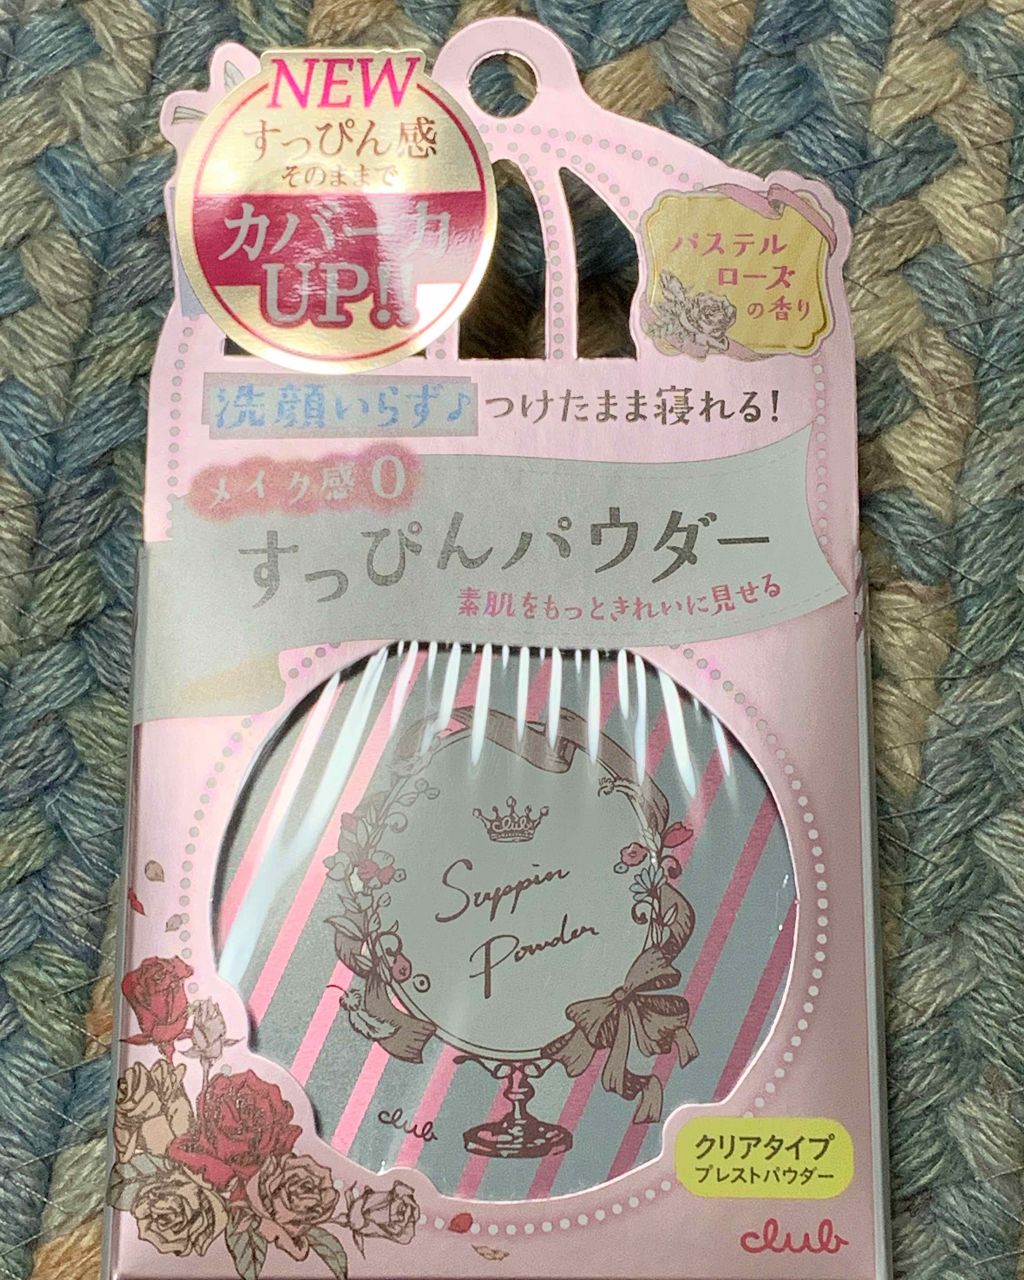 NEW
すっぴん感
そのままで
カバー力
UP!!
パステル
ローズ
の香り
洗顔いらず♪ つけたまま寝れる!
メイク感0
すっぴんパウダー
素肌をもっときれいに見せる
club
Suppin
Powder
club
クリアタイプ
プレストパウダー
club